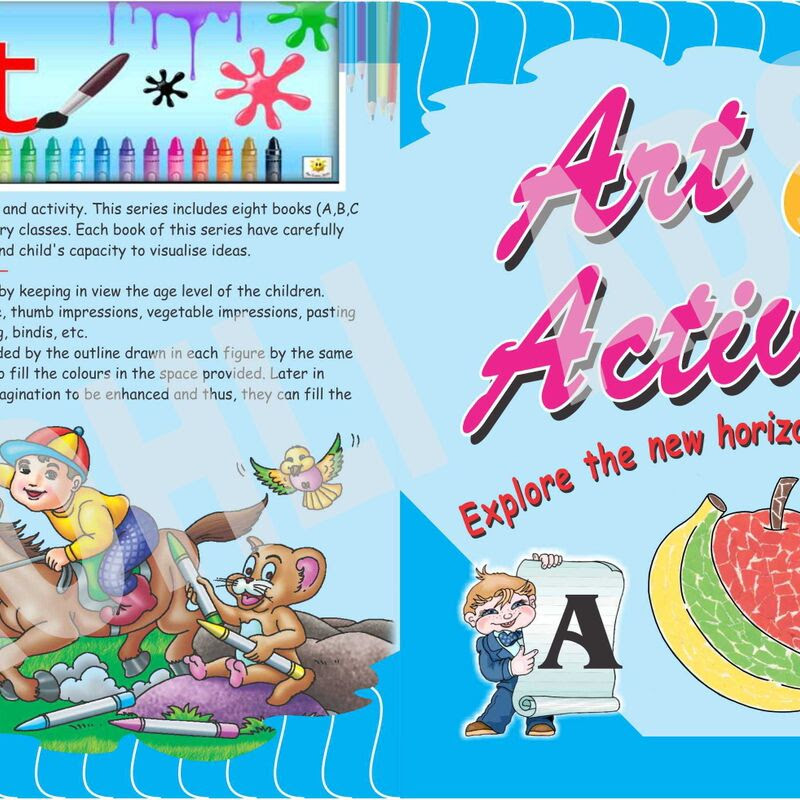 t
and activity. This series includes eight books (A,B,C
ry classes. Each book of this series have carefully
nd child's capacity to visualise ideas.
by keeping in view the age level of the children.
e, thumb impressions, vegetable impressions, pasting
g, bindis, etc.
ded by the outline drawn in each figure by the same
o fill the colours in the space provided. Later in
agination to be enhanced and thus, they can fill the
Art
Activ
Explore the new horizo
A